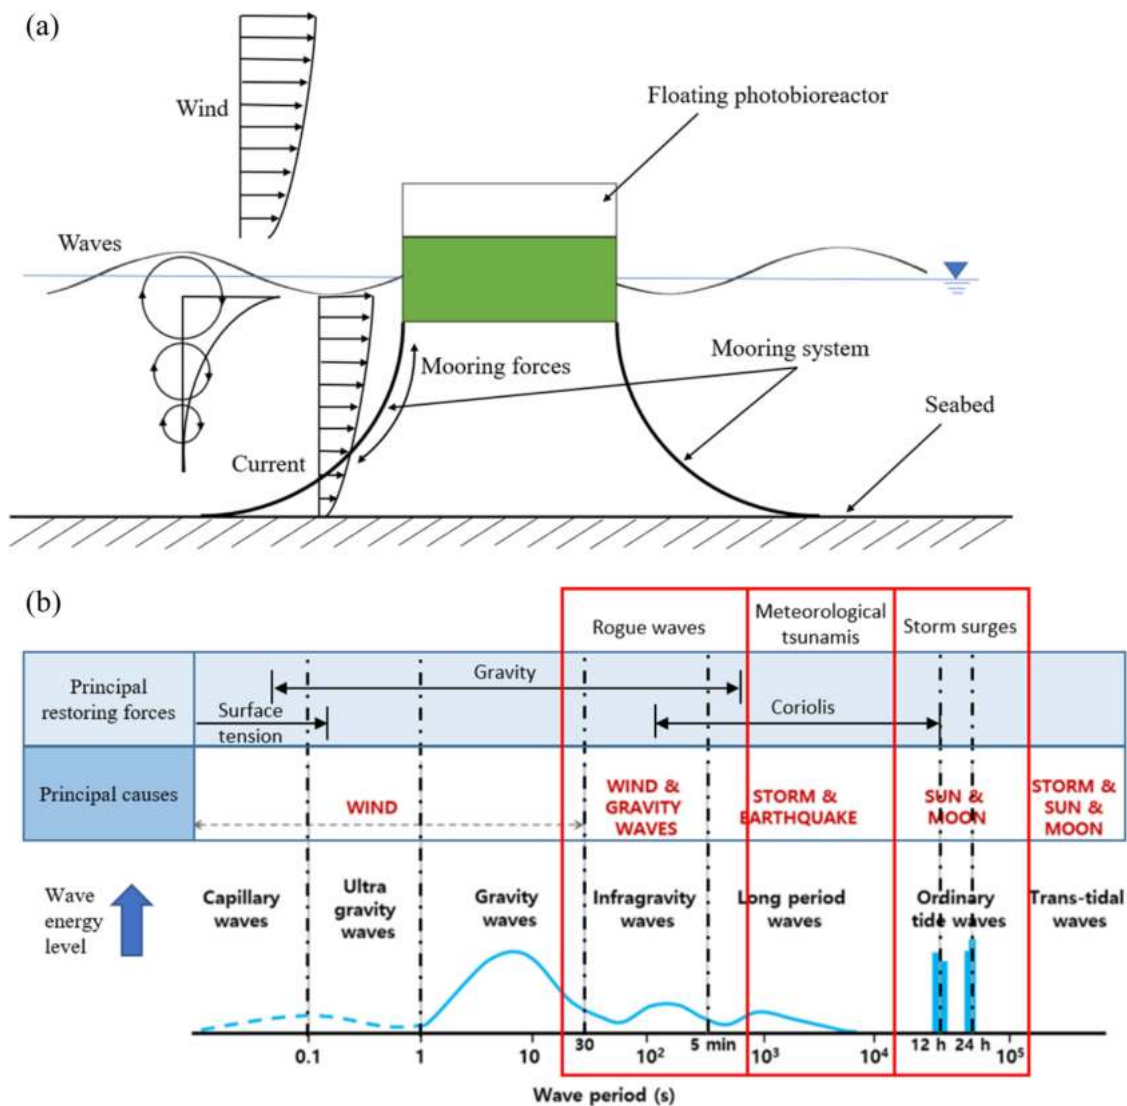 (a)
Floating photobioreactor
Wind
Waves
Mooring system
Mooring forces
Seabed
Current
(b)
Rogue waves
Meteorological
tsunamis
Storm surges
Principal
restoring forces
Gravity
Surface
tension
Coriolis
Principal causes
WIND
WIND &
GRAVITY
WAVES
STORM &
EARTHQUAKE
SUN &
MOON
STORM &
SUN &
MOON
Wave
energy
level
Capillary
waves
Ultra
gravity
waves
Gravity
waves
Infragravity
waves
Long period
waves
Ordinary
tide waves
Trans-tidal
waves
0.1
1
10
30
10²
5 min
10³
10⁴
12 h
24 h
10⁵
Wave period (s)